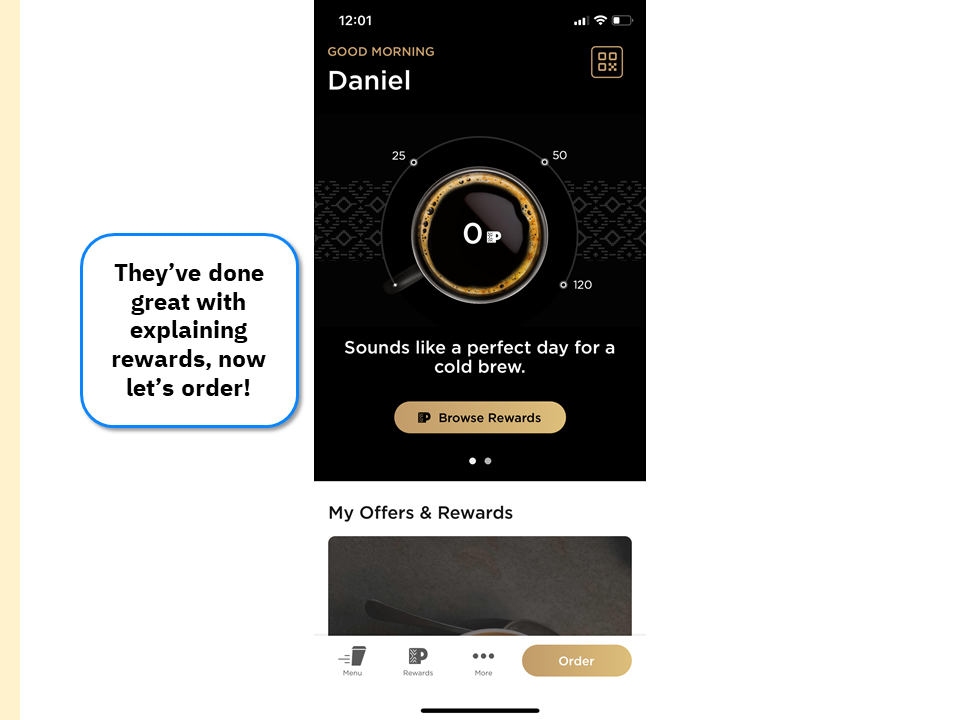 12:01
GOOD MORNING
Daniel
25
50
0
120
They’ve done
great with
explaining
rewards, now
let’s order!
Sounds like a perfect day for a
cold brew.
Browse Rewards
My Offers & Rewards
Menu
Rewards
More
Order